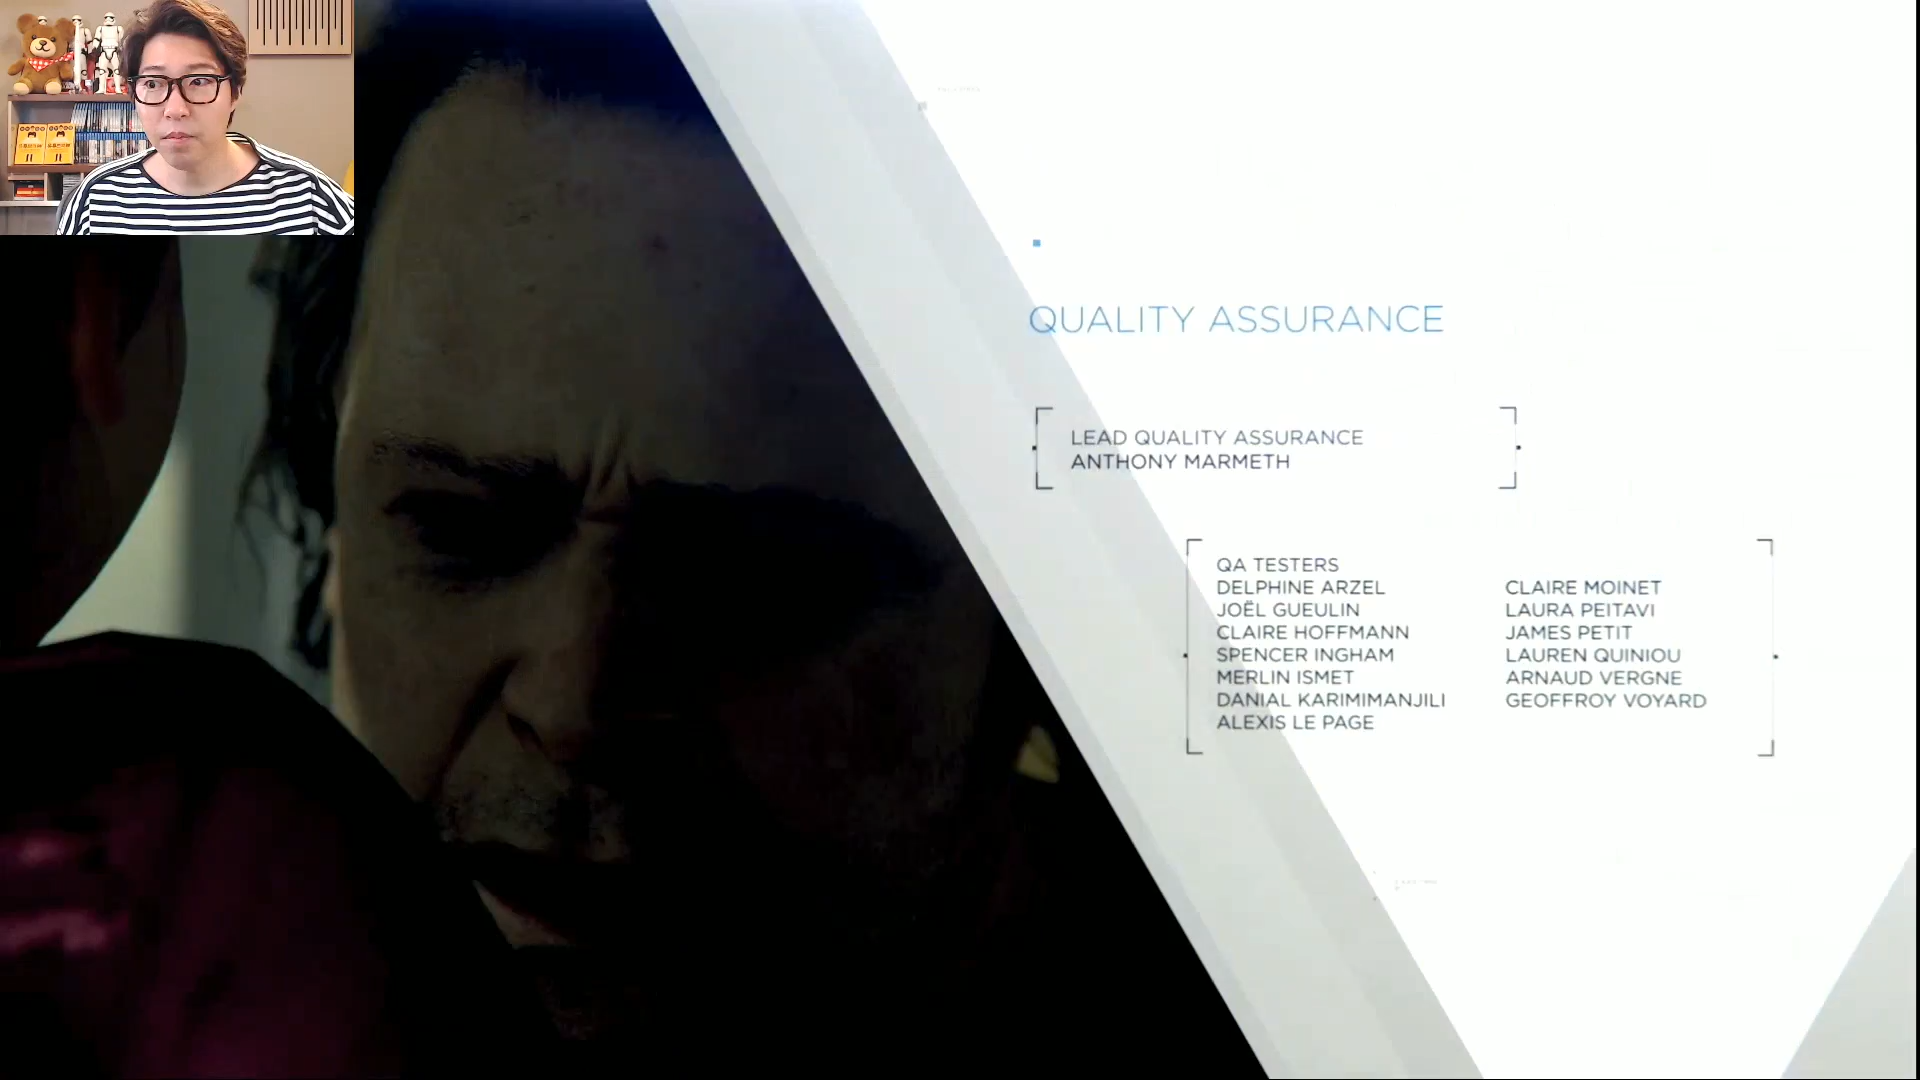 QUALITY ASSURANCE
LEAD QUALITY ASSURANCE
ANTHONY MARMETH
QA TESTERS
DELPHINE ARZEL
JOËL GUEULIN
CLAIRE HOFFMANN
SPENCER INGHAM
MERLIN ISMET
DANIAL KARIMIMANJILI
ALEXIS LE PAGE
CLAIRE MOINET
LAURA PEITAVI
JAMES PETIT
LAUREN QUINIOU
ARNAUD VERGNE
GEOFFROY VOYARD